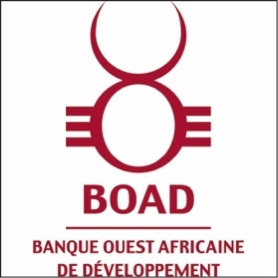 BOAD
BANQUE OUEST AFRICAINE
DE DÉVELOPPEMENT